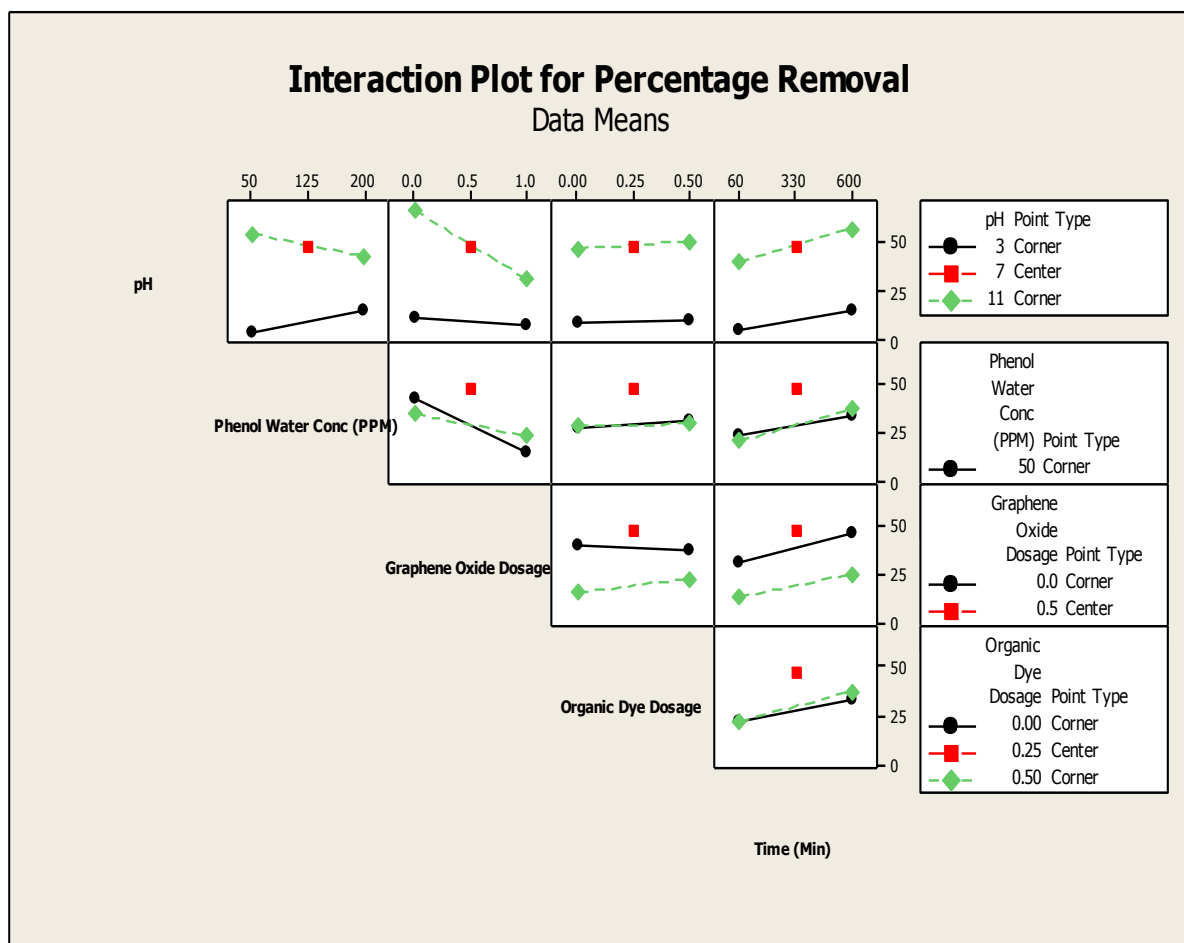 Interaction Plot for Percentage Removal
Data Means
50 125 200 0.0 0.5 1.0 0.00 0.25 0.50 60 330 600
pH
50
25
0
pH Point Type
3 Corner
7 Center
11 Corner
Phenol Water Conc (PPM)
50
25
0
Phenol
Water
Conc
(PPM) Point Type
50 Corner
Graphene Oxide Dosage
50
25
0
Graphene
Oxide
Dosage Point Type
0.0 Corner
0.5 Center
Organic Dye Dosage
50
25
0
Organic
Dye
Dosage Point Type
0.00 Corner
0.25 Center
0.50 Corner
Time (Min)